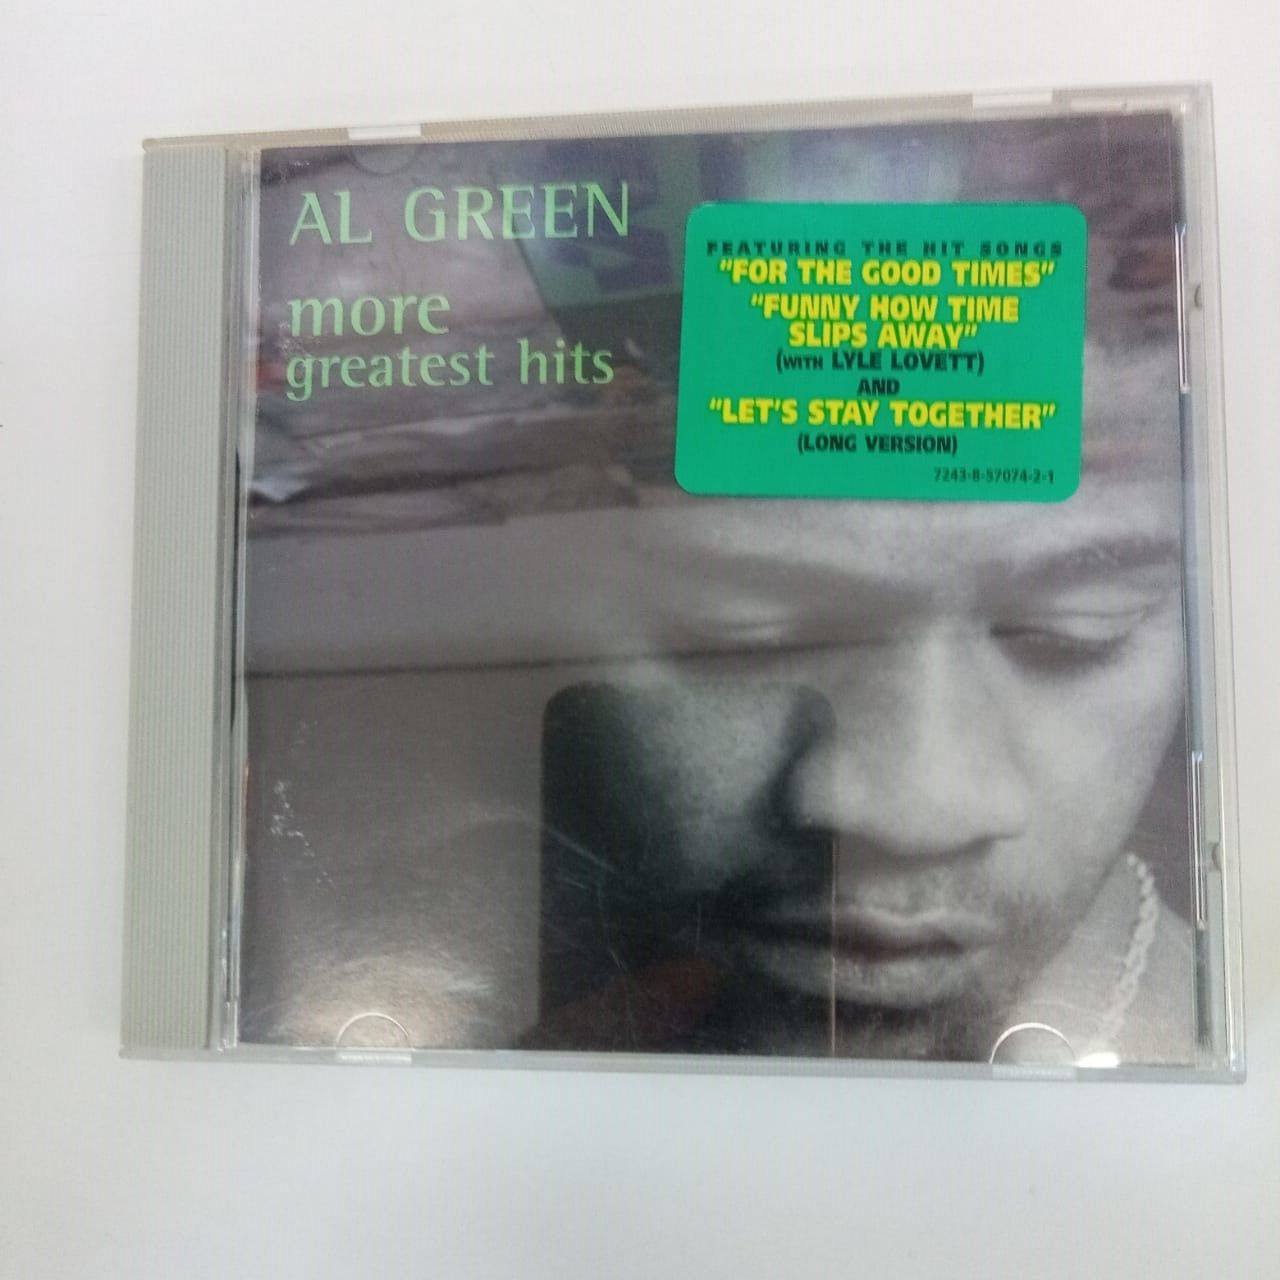 AL GREEN
more
greatest hits
FEATURING THE HIT SONGS
"FOR THE GOOD TIMES"
"FUNNY HOW TIME
SLIPS AWAY"
(WITH LYLE LOVETT)
AND
"LET'S STAY TOGETHER"
(LONG VERSION)
7243-8-57074-2-1